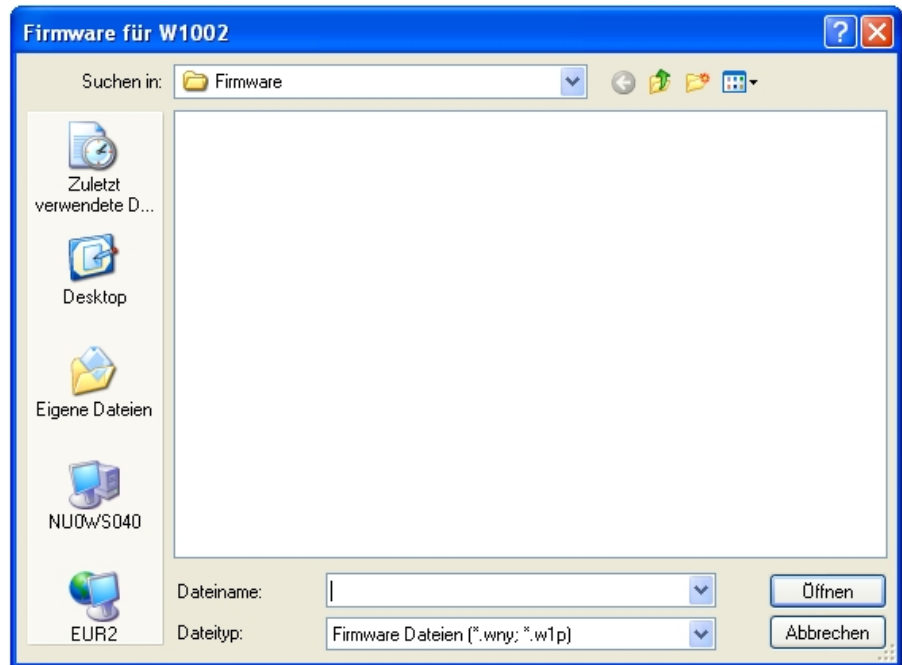 Firmware für W1002
Suchen in:
Firmware
Zuletzt
verwendete D...
Desktop
Eigene Dateien
NU0WS040
EUR2
Dateiname:
Öffnen
Dateityp:
Firmware Dateien (*.wny; *.w1p)
Abbrechen